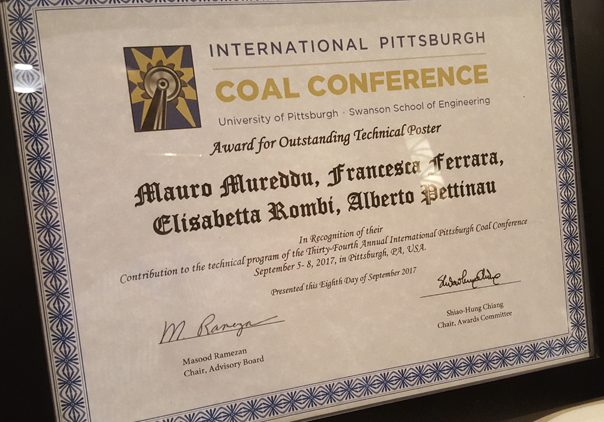 INTERNATIONAL PITTSBURGH
COAL CONFERENCE
University of Pittsburgh · Swanson School of Engineering
Award for Outstanding Technical Poster
Mauro Mureddu, Francesca Ferrara,
Elisabetta Rombi, Alberto Pettinau
In Recognition of their
Contribution to the technical program of the Thirty-Fourth Annual International Pittsburgh Coal Conference
September 5- 8, 2017, in Pittsburgh, PA, USA.
Presented this Eighth Day of September 2017
M. Ramezan
Masood Ramezan
Chair, Advisory Board
Shiao-Hung Chiang
Chair, Awards Committee